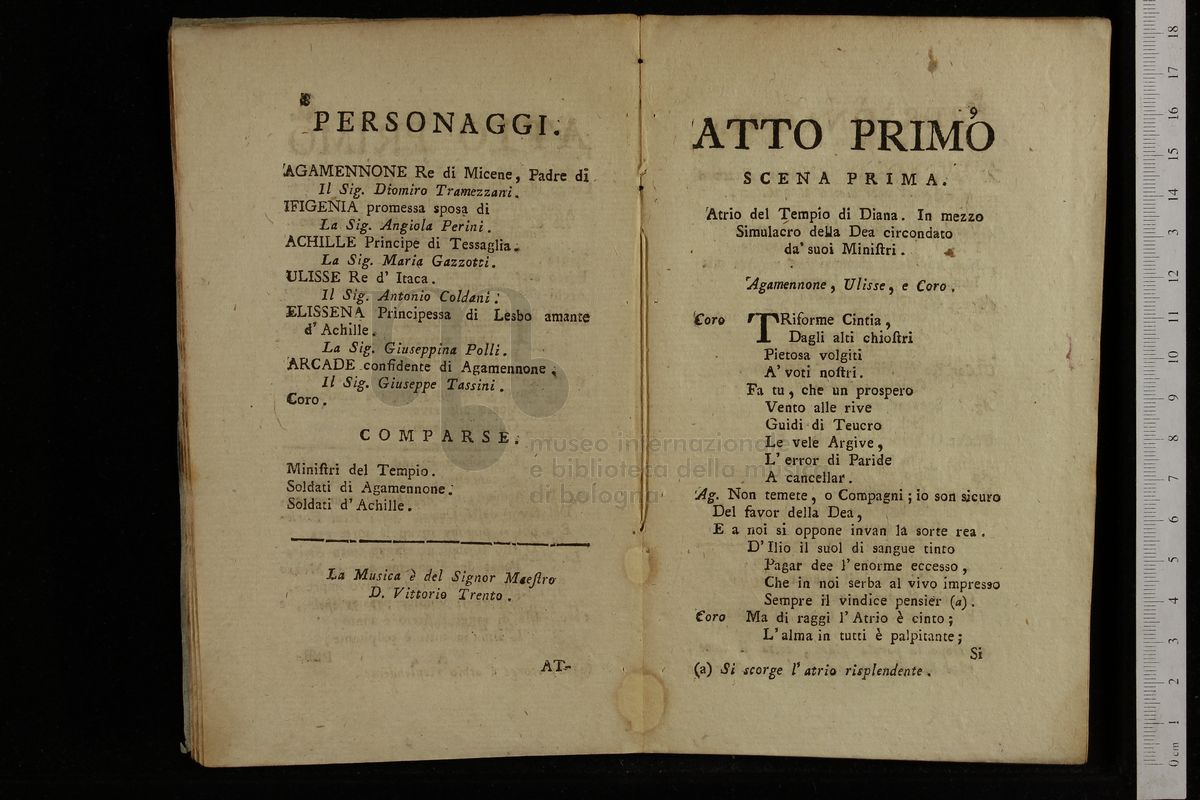 8
PERSONAGGI.
AGAMENNONE Re di Micene, Padre di
Il Sig. Diomiro Tramezzani.
IFIGENIA promessa sposa di
La Sig. Angiola Perini.
ACHILLE Principe di Tessaglia.
La Sig. Maria Gazzotti.
ULISSE Re d' Itaca.
Il Sig. Antonio Coldani.
ELISSENA Principessa di Lesbo amante
d' Achille.
La Sig. Giuseppina Polli.
ARCADE confidente di Agamennone.
Il Sig. Giuseppe Tassini.
Coro.
COMPARSE.
Miniſtri del Tempio.
Soldati di Agamennone.
Soldati d' Achille.
La Musica è del Signor Maeſtro
D. Vittorio Trento.
AT-
9
ATTO PRIMO
SCENA PRIMA.
Atrio del Tempio di Diana. In mezzo
Simulacro della Dea circondato
da' suoi Miniſtri.
Agamennone, Ulisse, e Coro.
Coro TRiforme Cintia,
Dagli alti chioſtri
Pietosa volgiti
A' voti noſtri.
Fa tu, che un prospero
Vento alle rive
Guidi di Teucro
Le vele Argive,
L' error di Paride
A cancellar.
Ag. Non temete, o Compagni; io son sicuro
Del favor della Dea,
E a noi si oppone invan la sorte rea.
D' Ilio il suol di sangue tinto
Pagar dee l' enorme eccesso,
Che in noi serba al vivo impresso
Sempre il vindice pensier (a).
Coro Ma di raggi l' Atrio è cinto;
L' alma in tutti è palpitante;
Si
(a) Si scorge l' atrio risplendente.
museo internazionale
e biblioteca della musica
di bologna
0 cm 1 2 3 4 5 6 7 8 9 10 11 12 13 14 15 16 17 18